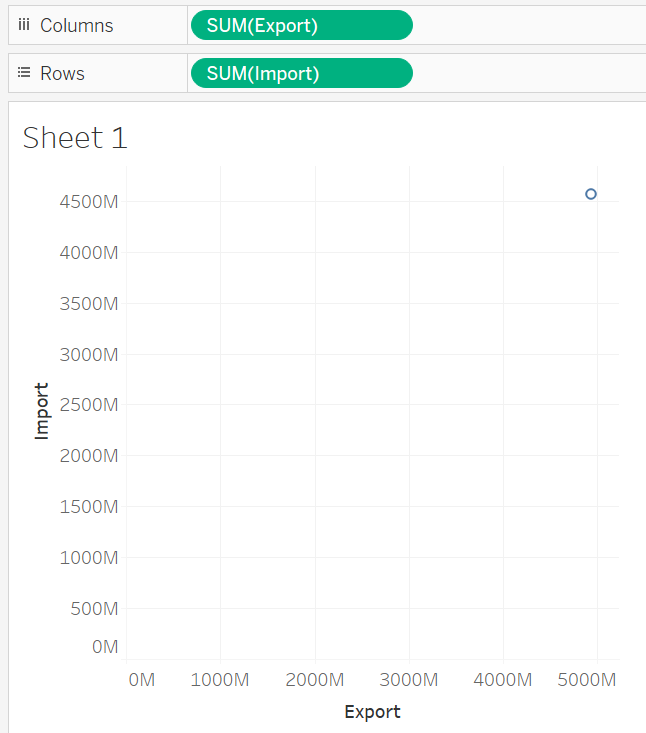 Columns SUM(Export)
Rows SUM(Import)
Sheet 1
4500M
4000M
3500M
3000M
2500M
2000M
1500M
1000M
500M
0M
Import
0M 1000M 2000M 3000M 4000M 5000M
Export